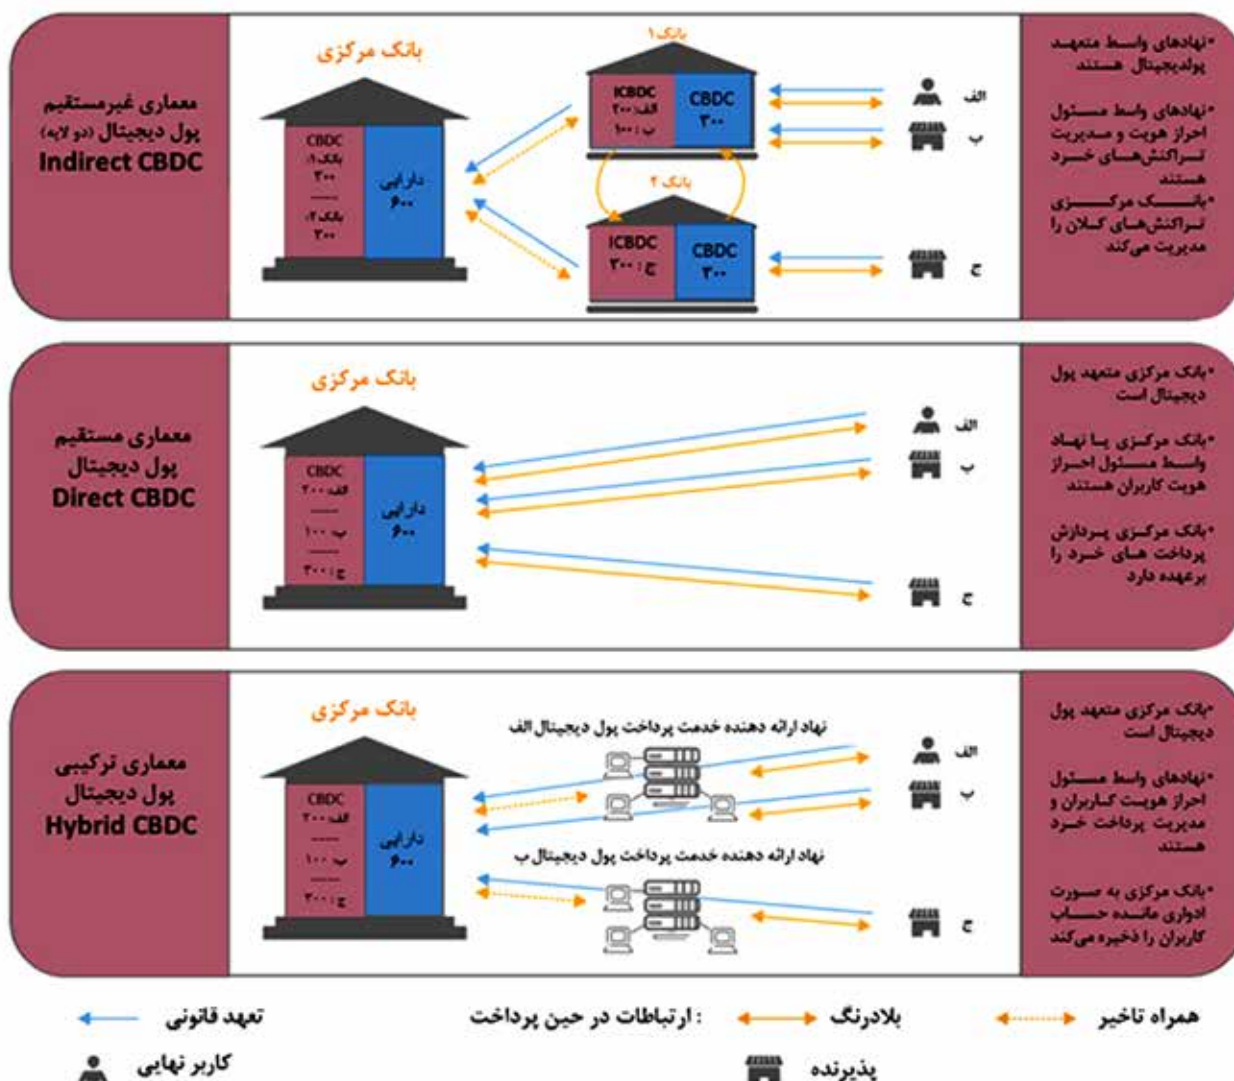 معماری غیرمستقیم
پول دیجیتال (دو لایه)
Indirect CBDC
بانک مرکزی
CBDC
بانک ۱:
۳۰۰
-----
بانک ۲:
۳۰۰
دارایی
۶۰۰
بانک ۱
ICBDC
الف: ۲۰۰
ب: ۱۰۰
CBDC
۳۰۰
بانک ۲
ICBDC
ج: ۳۰۰
CBDC
۳۰۰
الف
ب
ج
•نهادهای واسط متعهد
پول‌دیجیتال هستند
•نهادهای واسط مسئول
احراز هویت و مدیریت
تراکنش‌های خرد
هستند
•بانک مرکزی
تراکنش‌های کلان را
مدیریت می‌کند
معماری مستقیم
پول دیجیتال
Direct CBDC
بانک مرکزی
CBDC
الف: ۲۰۰
-----
ب: ۱۰۰
-----
ج: ۳۰۰
دارایی
۶۰۰
الف
ب
ج
•بانک مرکزی متعهد پول
دیجیتال است
•بانک مرکزی یا نهاد
واسط مسئول احراز
هویت کاربران هستند
•بانک مرکزی پردازش
پرداخت های خرد را
برعهده دارد
معماری ترکیبی
پول دیجیتال
Hybrid CBDC
بانک مرکزی
CBDC
الف: ۲۰۰
-----
ب: ۱۰۰
-----
ج: ۳۰۰
دارایی
۶۰۰
نهاد ارائه دهنده خدمت پرداخت پول دیجیتال الف
نهاد ارائه دهنده خدمت پرداخت پول دیجیتال ب
الف
ب
ج
•بانک مرکزی متعهد پول
دیجیتال است
•نهادهای واسط مسئول
احراز هویت کاربران و
مدیریت پرداخت خرد
هستند
•بانک مرکزی به صورت
ادواری مانده حساب
کاربران را ذخیره می‌کند
تعهد قانونی
ارتباطات در حین پرداخت :
بلادرنگ
همراه تاخیر
کاربر نهایی
پذیرنده